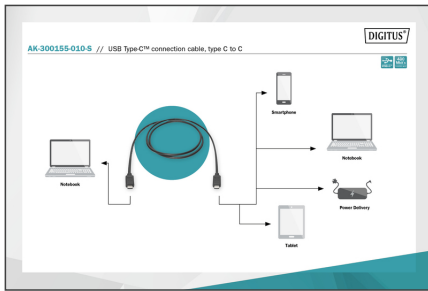 DIGITUS®
AK-300155-010-S // USB Type-C™ connection cable, type C to C
Smartphone
Notebook
Notebook
Power Delivery
Tablet